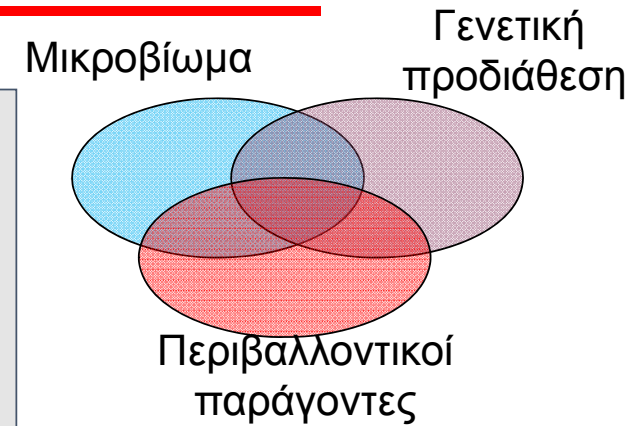 Μικροβίωμα
Γενετική
προδιάθεση
Περιβαλλοντικοί
παράγοντες